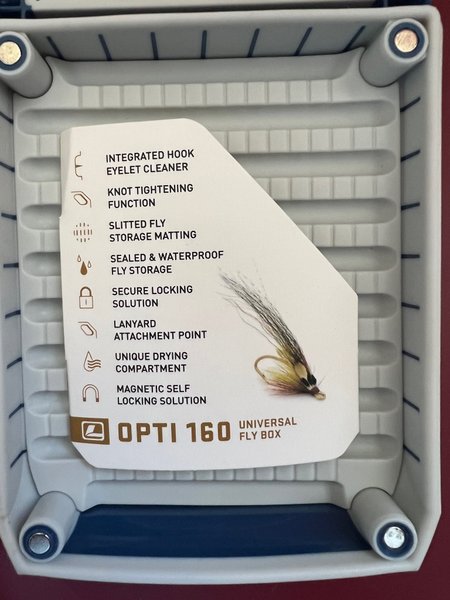 INTEGRATED HOOK
EYELET CLEANER
KNOT TIGHTENING
FUNCTION
SLITTED FLY
STORAGE MATTING
SEALED & WATERPROOF
FLY STORAGE
SECURE LOCKING
SOLUTION
LANYARD
ATTACHMENT POINT
UNIQUE DRYING
COMPARTMENT
MAGNETIC SELF
LOCKING SOLUTION
OPTI 160 UNIVERSAL
FLY BOX